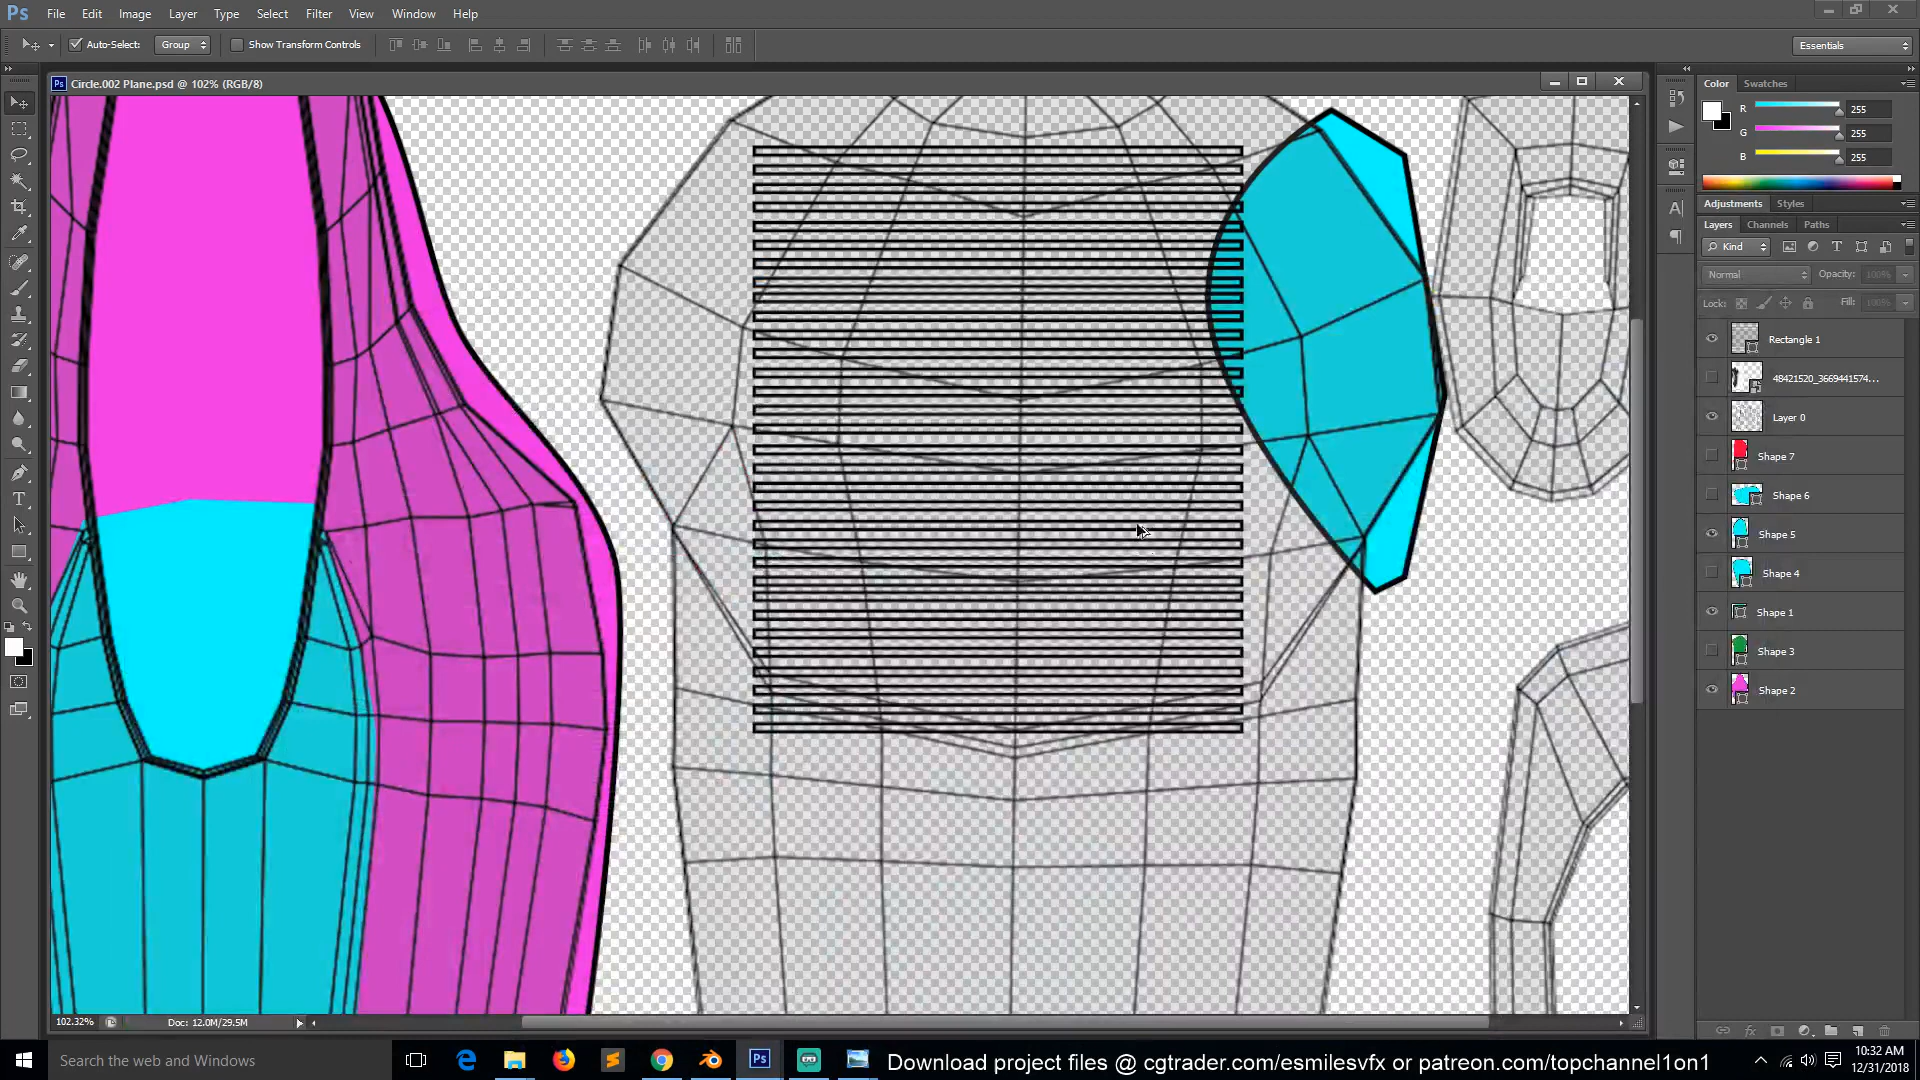 Ps File Edit Image Layer Type Select Filter View Window Help
Auto-Select: Group Show Transform Controls Essentials
Ps Circle.002 Plane.psd @ 102% (RGB/8)
Color Swatches
R 255
G 255
B 255
Adjustments Styles
Layers Channels Paths
Kind
Normal Opacity: 100%
Lock: Fill: 100%
Rectangle 1
48421520_3669441574...
Layer 0
Shape 7
Shape 6
Shape 5
Shape 4
Shape 1
Shape 3
Shape 2
102.32% Doc: 12.0M/29.5M
Search the web and Windows
Download project files @ cgtrader.com/esmilesvfx or patreon.com/topchannel1on1
10:32 AM
12/31/2018